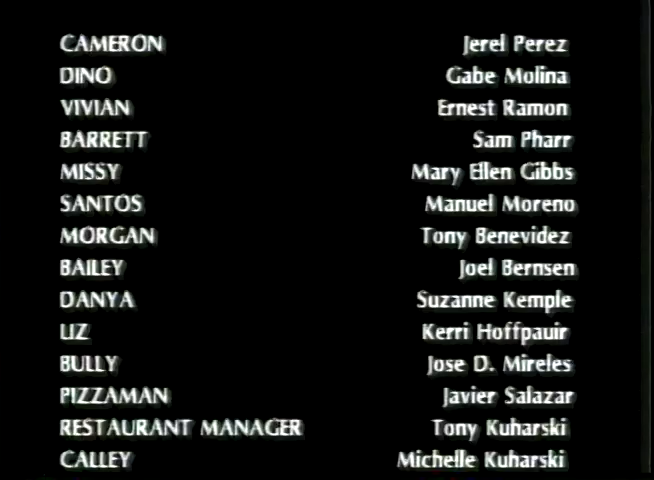 CAMERON Jerel Perez
DINO Gabe Molina
VIVIAN Ernest Ramon
BARRETT Sam Pharr
MISSY Mary Ellen Gibbs
SANTOS Manuel Moreno
MORGAN Tony Benevidez
BAILEY Joel Bernsen
DANYA Suzanne Kemple
LIZ Kerri Hoffpauir
BULLY Jose D. Mireles
PIZZAMAN Javier Salazar
RESTAURANT MANAGER Tony Kuharski
CALLEY Michelle Kuharski